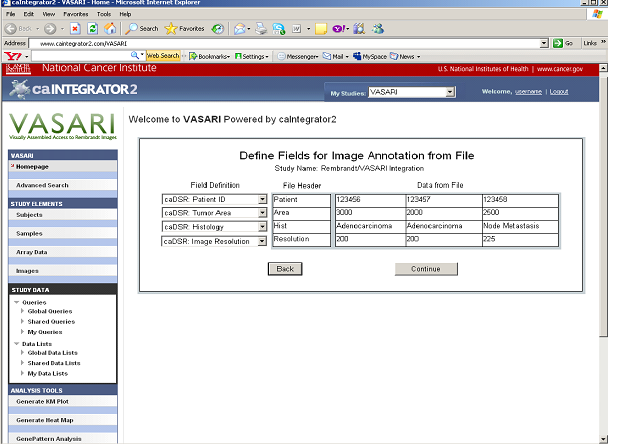 caIntegrator2 - VASARI - Home - Microsoft Internet Explorer
File Edit View Favorites Tools Help
Back Search Favorites
Address www.caintegrator2.com/VASARI Go Links »
Y! Web Search Bookmarks Settings Messenger Mail MySpace News
National Cancer Institute U.S. National Institutes of Health | www.cancer.gov
caINTEGRATOR2 My Studies: VASARI Welcome, username | Logout
VASARI
Visually Assembled Access to Rembrandt Images
Welcome to VASARI Powered by caIntegrator2
VASARI
Homepage
Advanced Search
STUDY ELEMENTS
Subjects
Samples
Array Data
Images
STUDY DATA
Queries
Global Queries
Shared Queries
My Queries
Data Lists
Global Data Lists
Shared Data Lists
My Data Lists
ANALYSIS TOOLS
Generate KM Plot
Generate Heat Map
GenePattern Analysis
Define Fields for Image Annotation from File
Study Name: Rembrandt/VASARI Integration
Field Definition File Header Data from File
caDSR: Patient ID Patient 123456 123457 123458
caDSR: Tumor Area Area 3000 2000 2500
caDSR: Histology Hist Adenocarcinoma Adenocarcinoma Node Metastasis
caDSR: Image Resolution Resolution 200 200 225
Back Continue